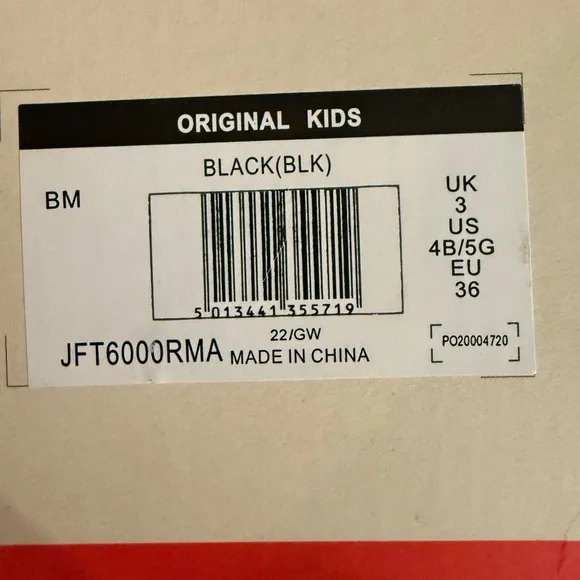 ORIGINAL KIDS
BLACK(BLK)
BM
UK
3
US
4B/5G
EU
36
5 013441 355719
22/GW
JFT6000RMA
MADE IN CHINA
PO20004720